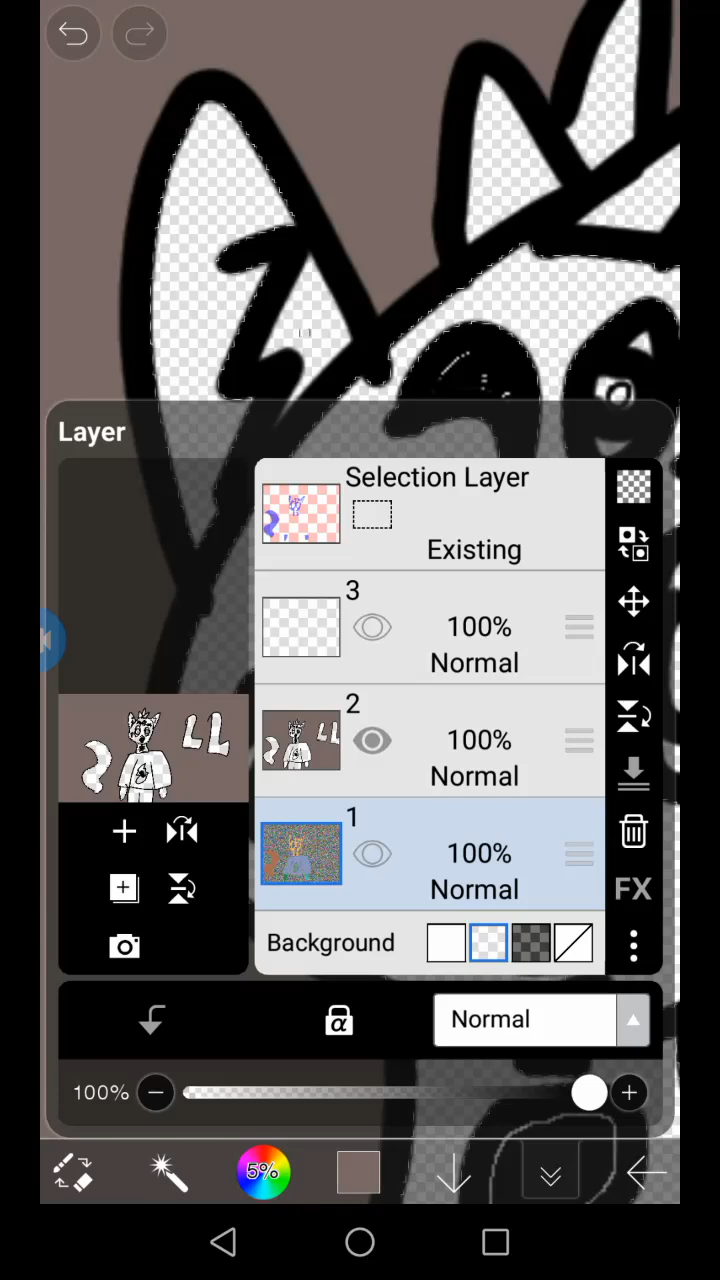 Layer
Selection Layer
Existing
3
100%
Normal
2
100%
Normal
1
100%
Normal
FX
Background
α
Normal
100%
5%